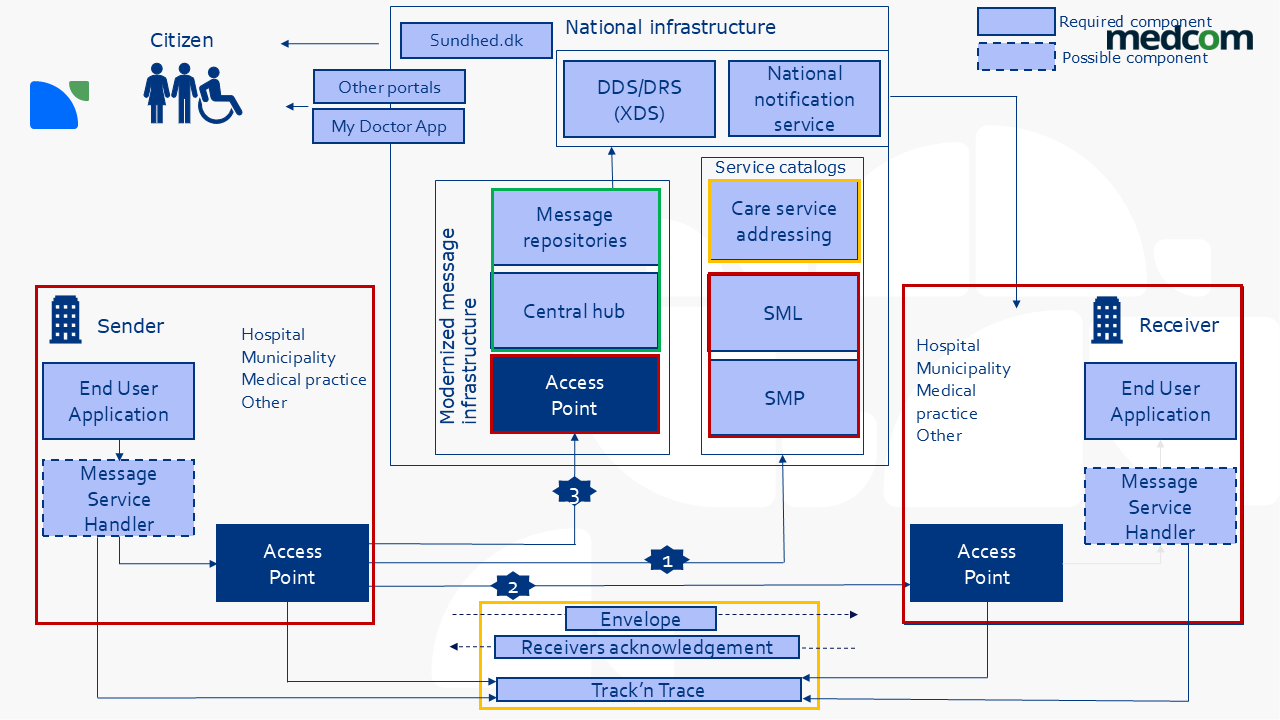 Citizen
Sundhed.dk
National infrastructure
Required component
medcom
Possible component
Other portals
My Doctor App
DDS/DRS
(XDS)
National
notification
service
Service catalogs
Modernized message
infrastructure
Message
repositories
Central hub
Access
Point
Care service
addressing
SML
SMP
Sender
Hospital
Municipality
Medical practice
Other
End User
Application
Message
Service
Handler
Access
Point
Receiver
Hospital
Municipality
Medical
practice
Other
End User
Application
Message
Service
Handler
Access
Point
3
1
2
Envelope
Receivers acknowledgement
Track’n Trace